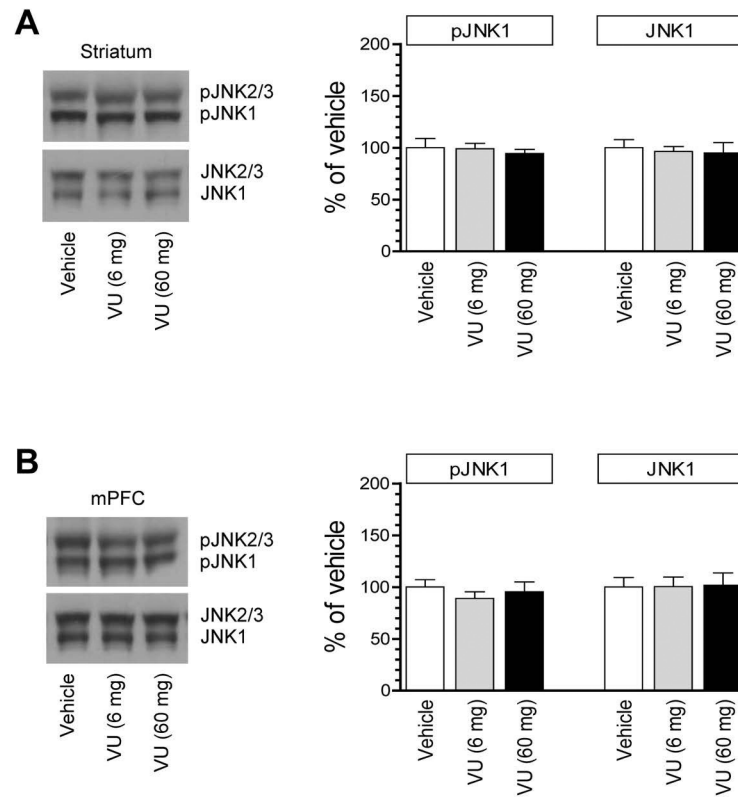 A
Striatum
pJNK2/3
pJNK1
JNK2/3
JNK1
Vehicle
VU (6 mg)
VU (60 mg)
pJNK1
JNK1
% of vehicle
200
150
100
50
0
Vehicle
VU (6 mg)
VU (60 mg)
Vehicle
VU (6 mg)
VU (60 mg)
B
mPFC
pJNK2/3
pJNK1
JNK2/3
JNK1
Vehicle
VU (6 mg)
VU (60 mg)
pJNK1
JNK1
% of vehicle
200
150
100
50
0
Vehicle
VU (6 mg)
VU (60 mg)
Vehicle
VU (6 mg)
VU (60 mg)